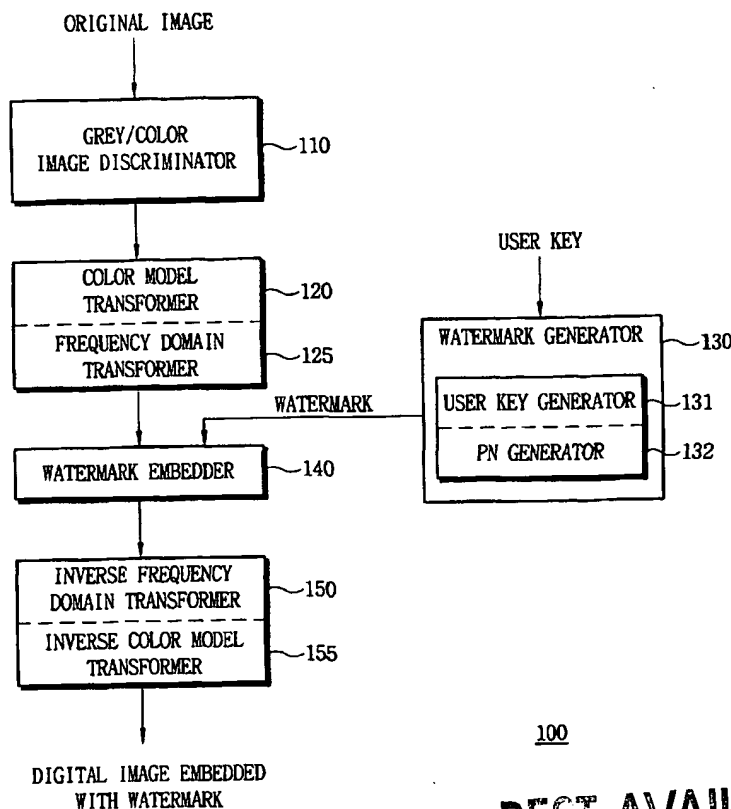 ORIGINAL IMAGE
GREY/COLOR
IMAGE DISCRIMINATOR
110
COLOR MODEL
TRANSFORMER
120
FREQUENCY DOMAIN
TRANSFORMER
125
USER KEY
WATERMARK GENERATOR
130
USER KEY GENERATOR
131
PN GENERATOR
132
WATERMARK
WATERMARK EMBEDDER
140
INVERSE FREQUENCY
DOMAIN TRANSFORMER
150
INVERSE COLOR MODEL
TRANSFORMER
155
100
DIGITAL IMAGE EMBEDDED
WITH WATERMARK